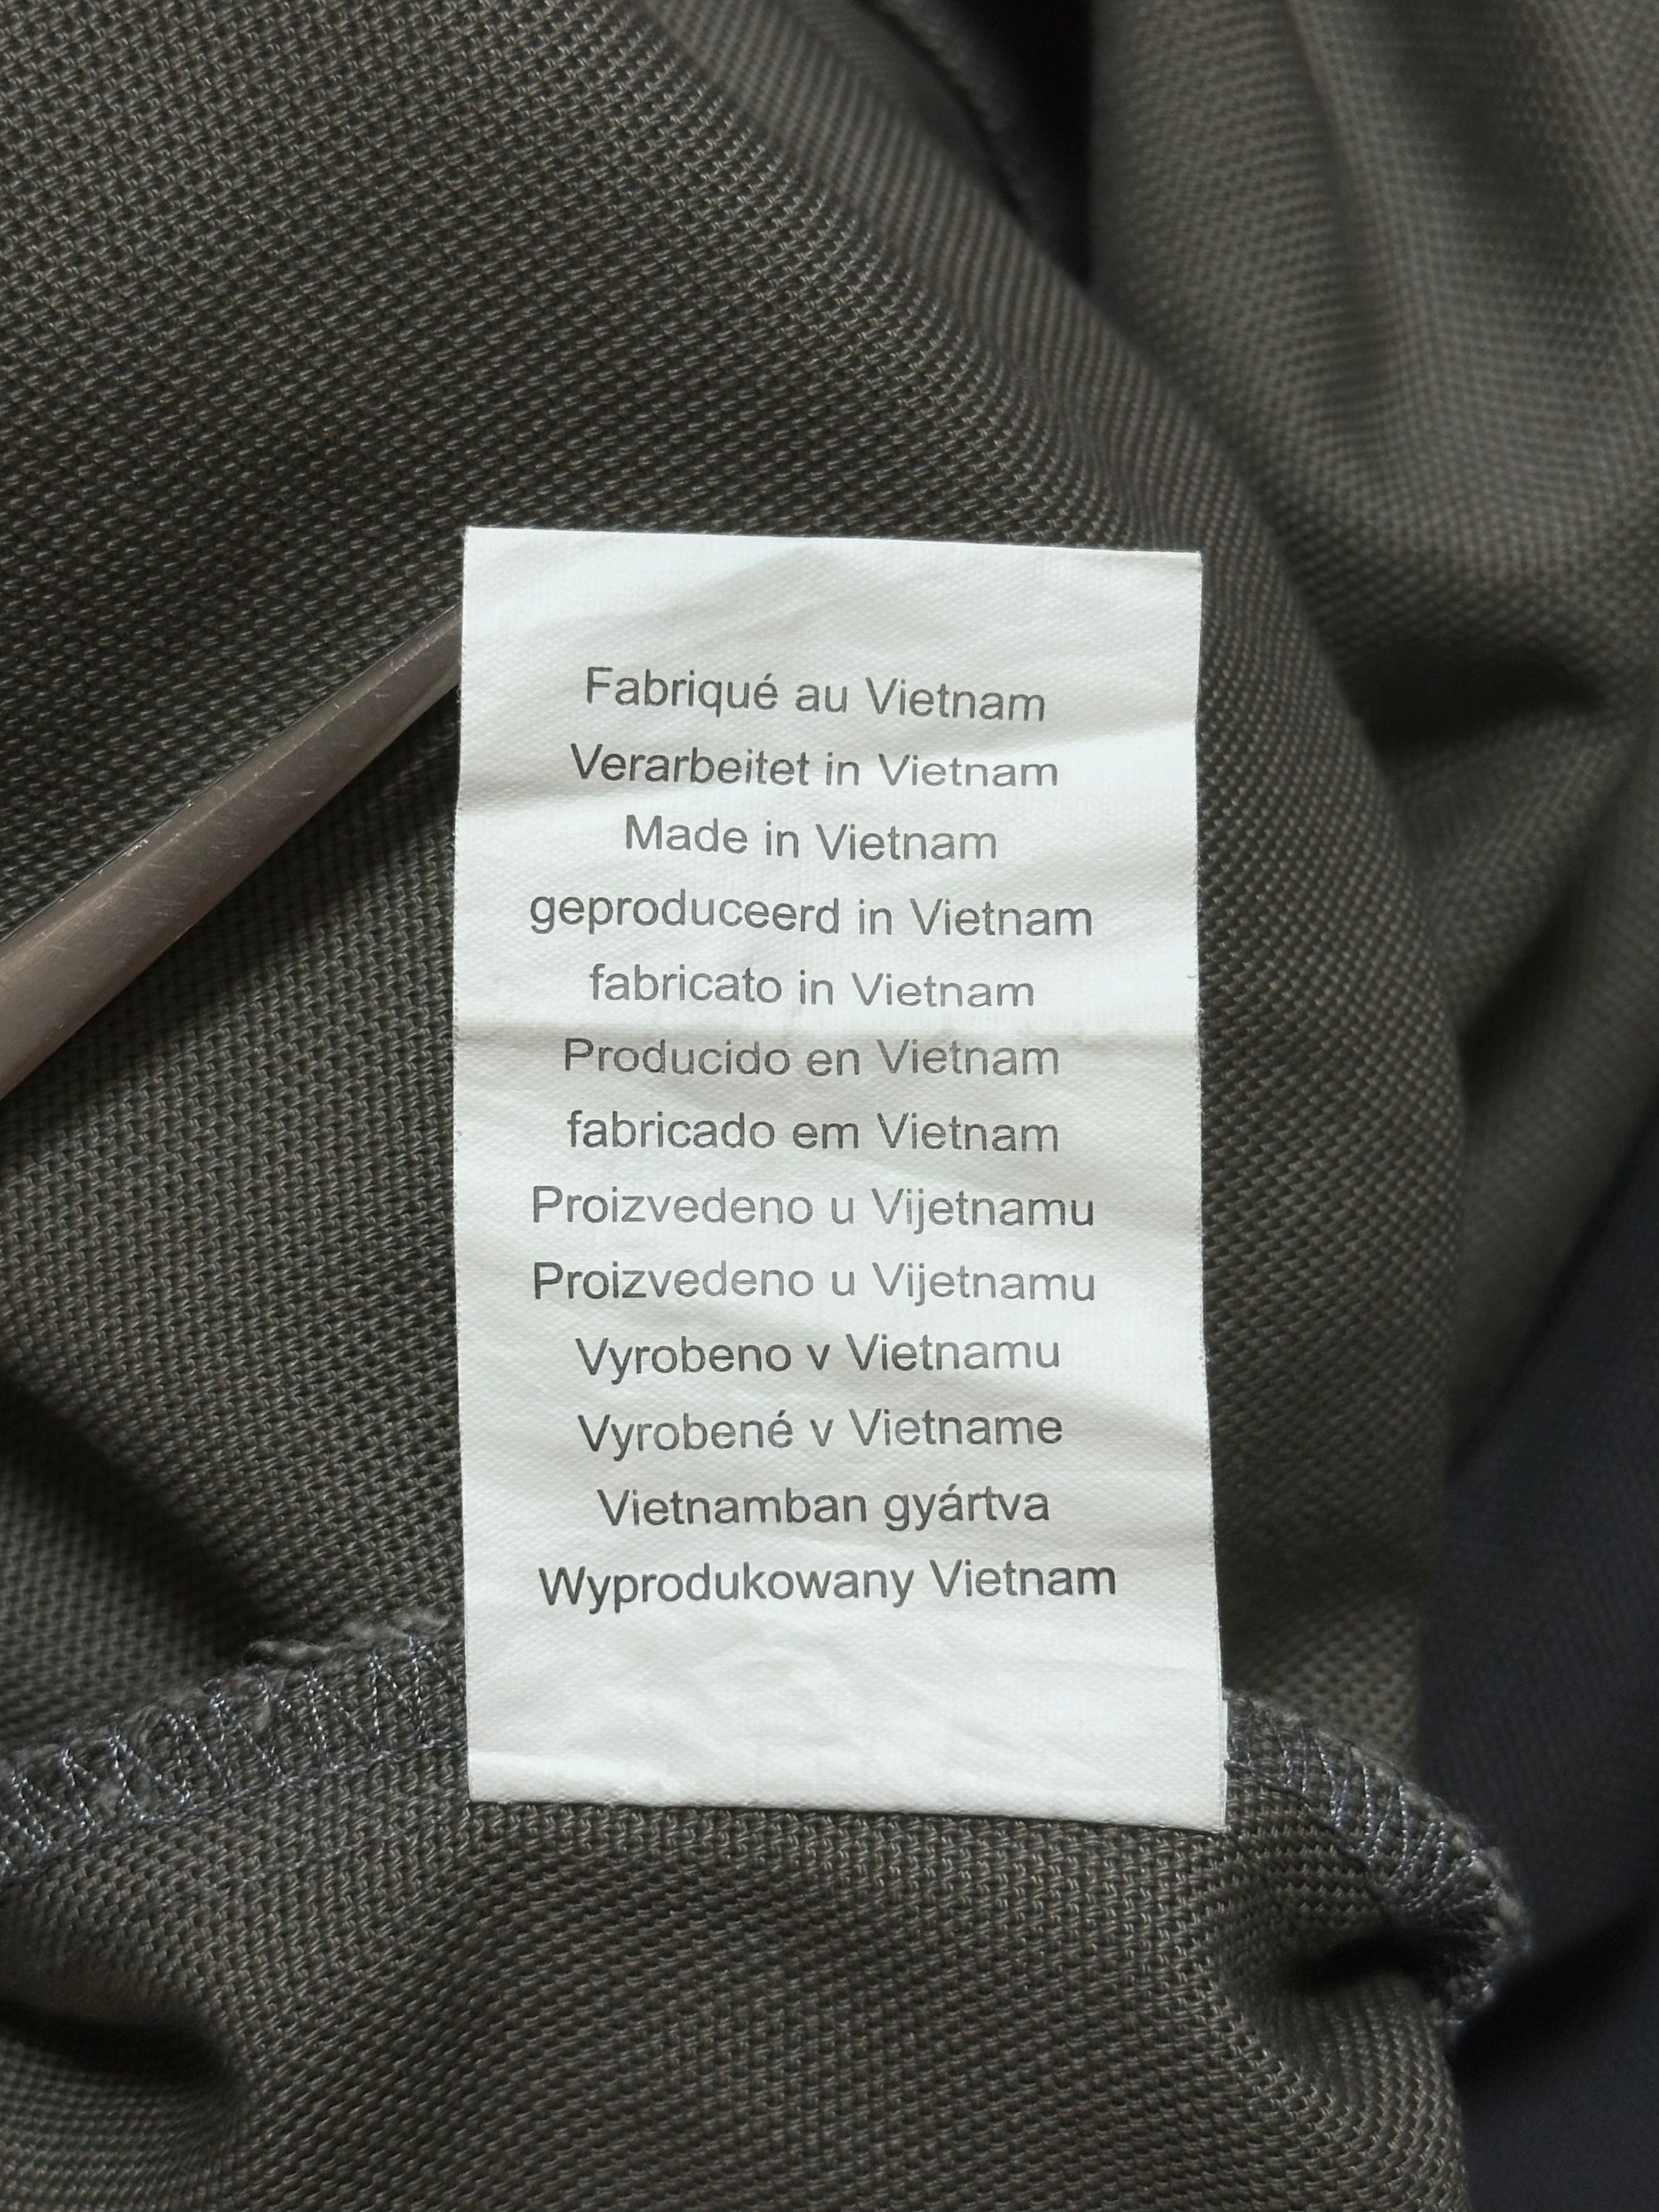 Fabriqué au Vietnam
Verarbeitet in Vietnam
Made in Vietnam
geproduceerd in Vietnam
fabricato in Vietnam
Producido en Vietnam
fabricado em Vietnam
Proizvedeno u Vijetnamu
Proizvedeno u Vijetnamu
Vyrobeno v Vietnamu
Vyrobené v Vietname
Vietnamban gyártva
Wyprodukowany Vietnam